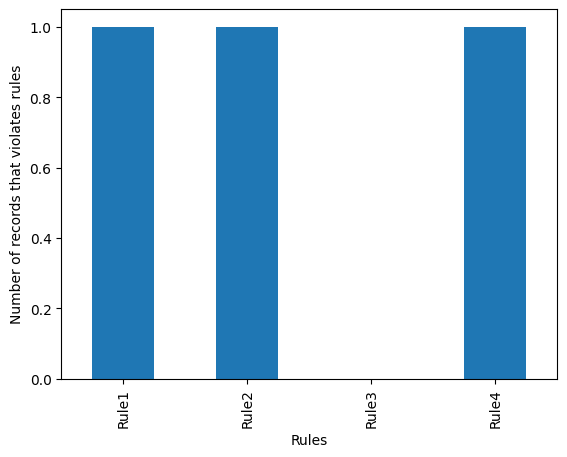 Number of records that violates rules
1.0
0.8
0.6
0.4
0.2
0.0
Rule1
Rule2
Rule3
Rule4
Rules